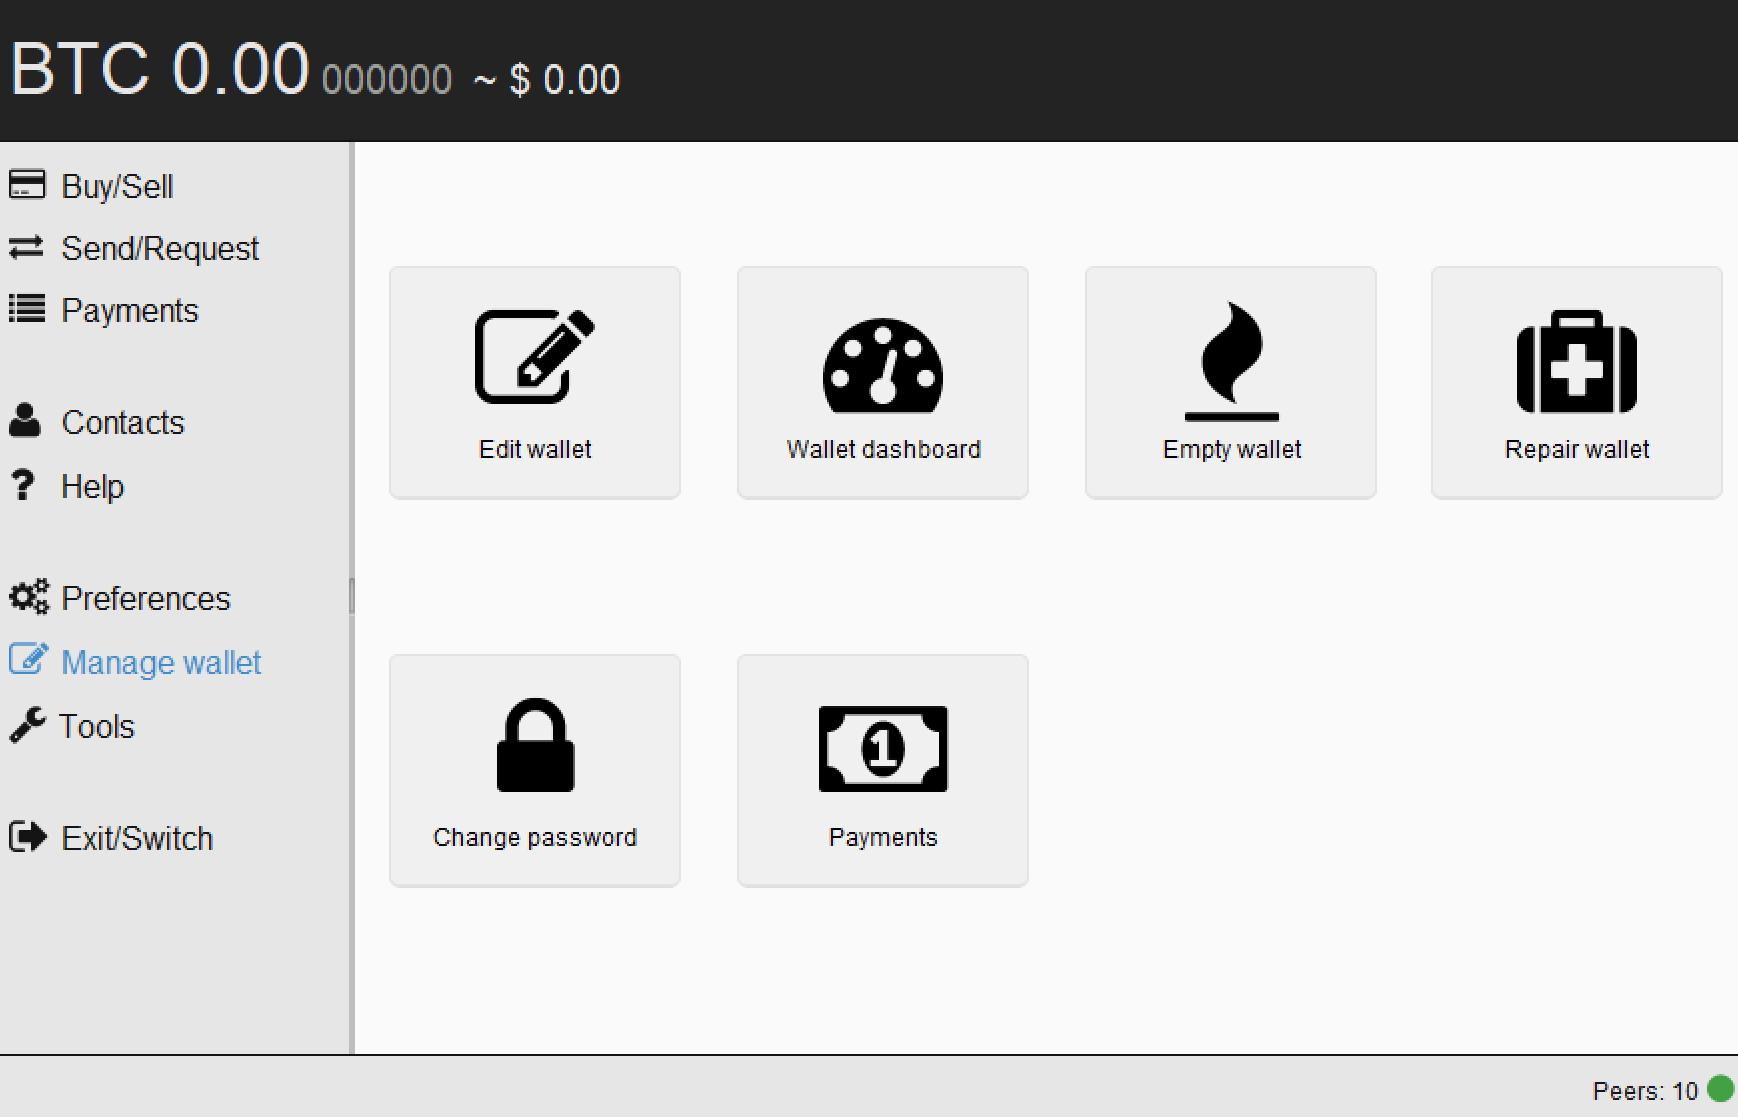 BTC 0.00 000000 ~ $ 0.00
Buy/Sell
Send/Request
Payments
Contacts
Help
Preferences
Manage wallet
Tools
Exit/Switch
Edit wallet
Wallet dashboard
Empty wallet
Repair wallet
1
Change password
Payments
Peers: 10